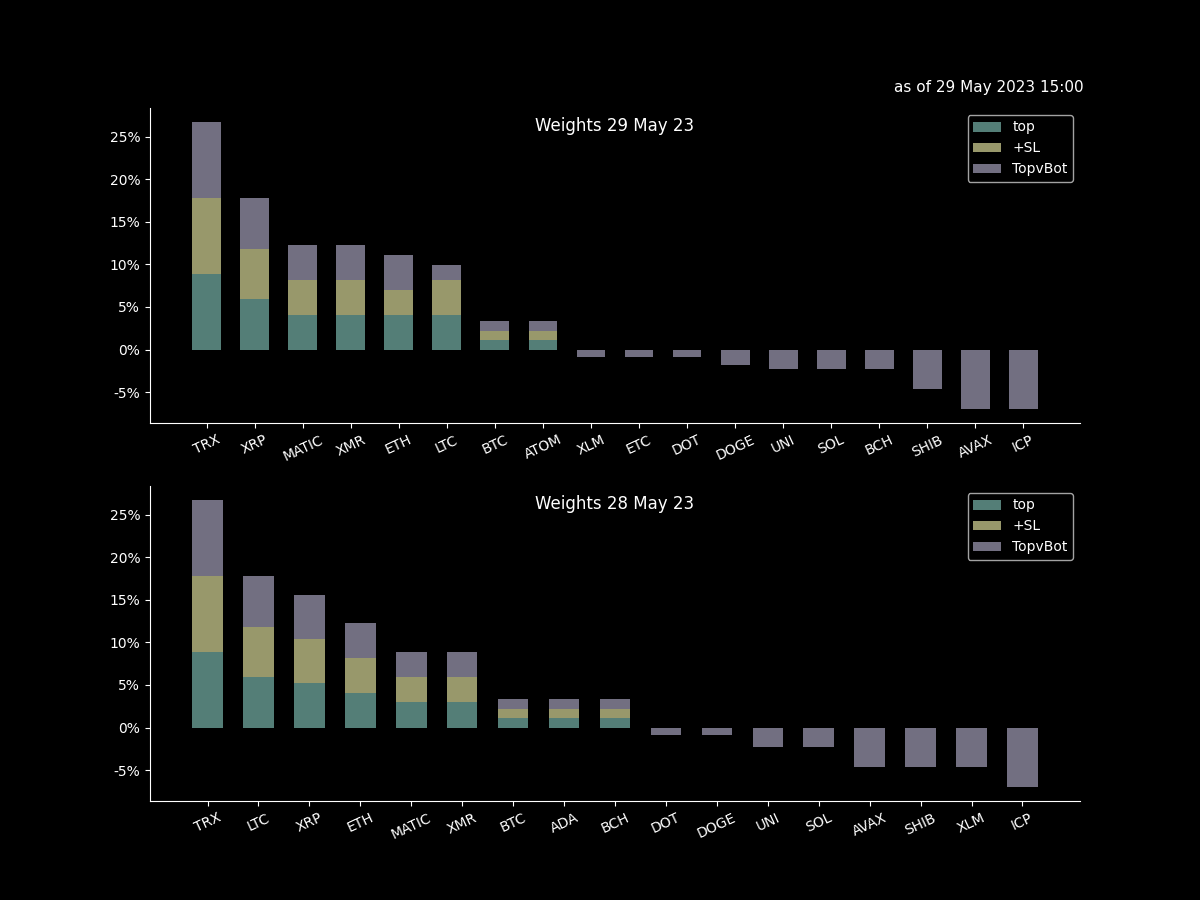 as of 29 May 2023 15:00
Weights 29 May 23
top
+SL
TopvBot
25%
20%
15%
10%
5%
0%
-5%
TRX XRP MATIC XMR ETH LTC BTC ATOM XLM ETC DOT DOGE UNI SOL BCH SHIB AVAX ICP
Weights 28 May 23
top
+SL
TopvBot
25%
20%
15%
10%
5%
0%
-5%
TRX LTC XRP ETH MATIC XMR BTC ADA BCH DOT DOGE UNI SOL AVAX SHIB XLM ICP